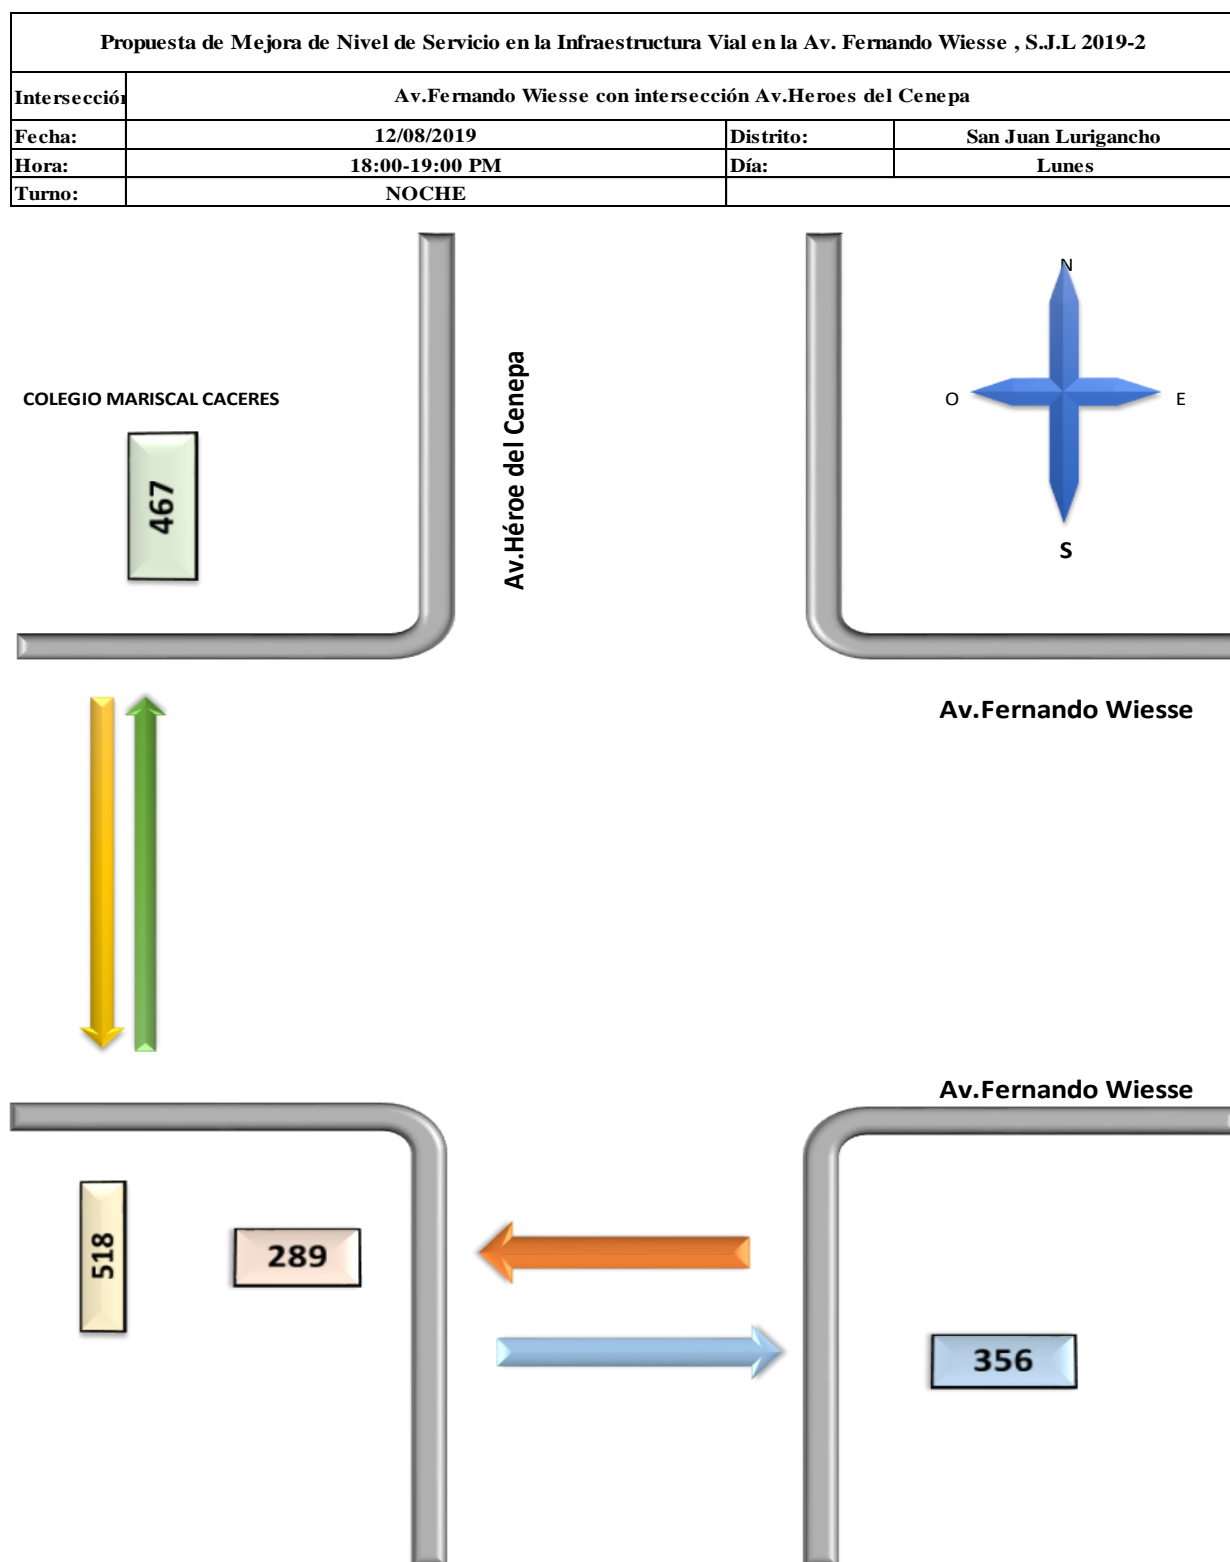 Propuesta de Mejora de Nivel de Servicio en la Infraestructura Vial en la Av. Fernando Wiesse , S.J.L 2019-2
Intersección Av.Fernando Wiesse con intersección Av.Heroes del Cenepa
Fecha: 12/08/2019 Distrito: San Juan Lurigancho
Hora: 18:00-19:00 PM Día: Lunes
Turno: NOCHE
N
O E
S
COLEGIO MARISCAL CACERES
467
Av.Héroe del Cenepa
Av.Fernando Wiesse
Av.Fernando Wiesse
518
289
356